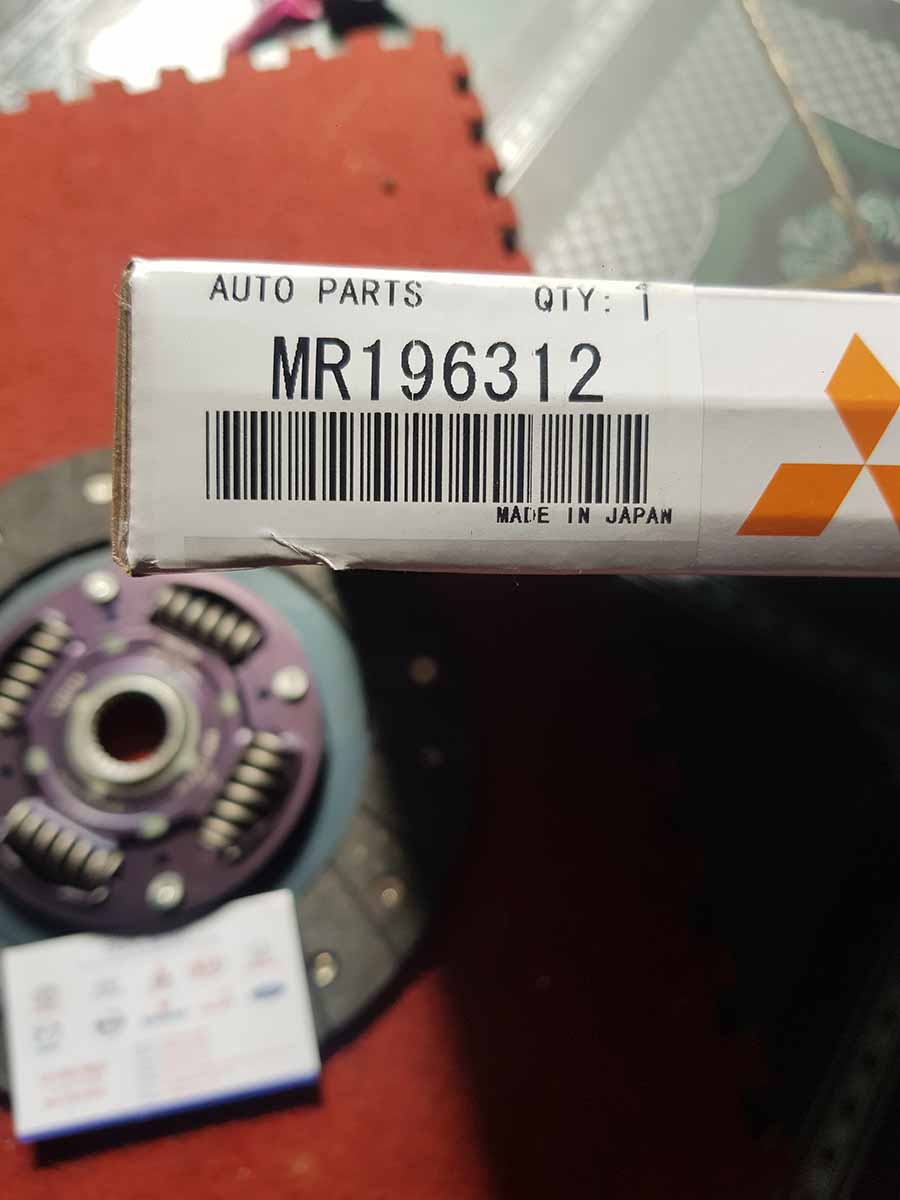 AUTO PARTS QTY: 1
MR196312
MADE IN JAPAN